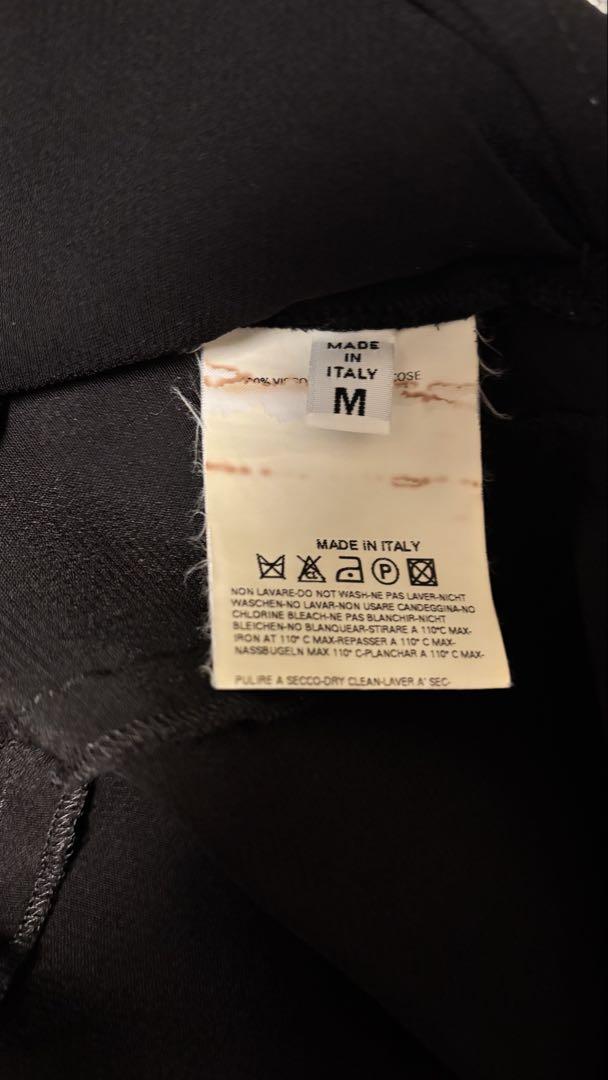 MADE
IN
ITALY
M
COSE
MADE IN ITALY
CL
P
NON LAVARE-DO NOT WASH-NE PAS LAVER-NICHT
WASCHEN-NO LAVAR-NON USARE CANDEGGINA-NO
CHLORINE BLEACH-NE PAS BLANCHIR-NICHT
BLEICHEN-NO BLANQUEAR-STIRARE A 110°C MAX-
IRON AT 110° C MAX-REPASSER A 110° C MAX-
NASSBUGELN MAX 110° C-PLANCHAR A 110° C MAX-
PULIRE A SECCO-DRY CLEAN-LAVER A' SEC-